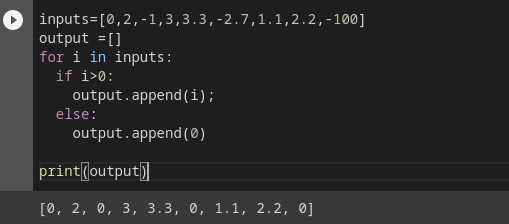 inputs=[0,2,-1,3,3.3,-2.7,1.1,2.2,-100]
output =[]
for i in inputs:
  if i>0:
    output.append(i);
  else:
    output.append(0)

print(output)
[0, 2, 0, 3, 3.3, 0, 1.1, 2.2, 0]